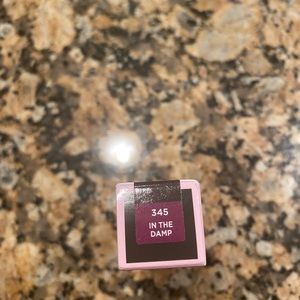 345
IN THE
DAMP